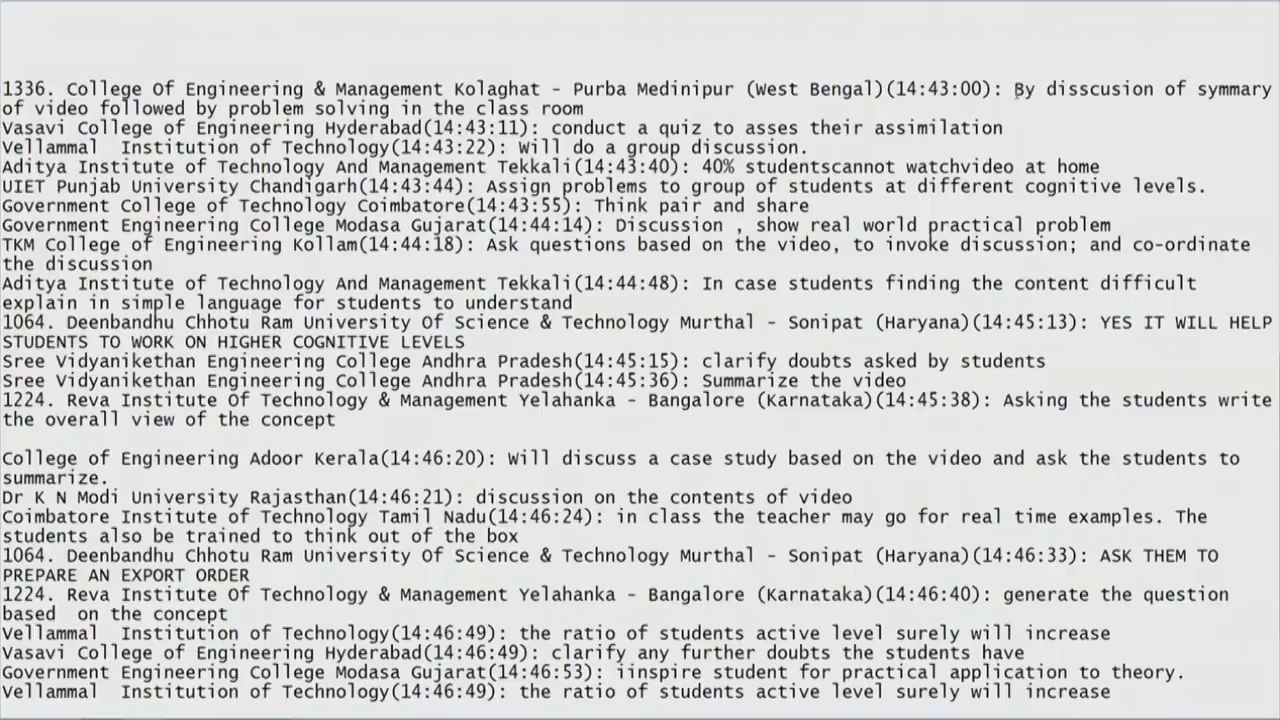 1336. College Of Engineering & Management Kolaghat - Purba Medinipur (West Bengal)(14:43:00): By disscusion of symmary
of video followed by problem solving in the class room
Vasavi College of Engineering Hyderabad(14:43:11): conduct a quiz to asses their assimilation
Vellammal  Institution of Technology(14:43:22): Will do a group discussion.
Aditya Institute of Technology And Management Tekkali(14:43:40): 40% studentscannot watchvideo at home
UIET Punjab University Chandigarh(14:43:44): Assign problems to group of students at different cognitive levels.
Government College of Technology Coimbatore(14:43:55): Think pair and share
Government Engineering College Modasa Gujarat(14:44:14): Discussion , show real world practical problem
TKM College of Engineering Kollam(14:44:18): Ask questions based on the video, to invoke discussion; and co-ordinate
the discussion
Aditya Institute of Technology And Management Tekkali(14:44:48): In case students finding the content difficult
explain in simple language for students to understand
1064. Deenbandhu Chhotu Ram University Of Science & Technology Murthal - Sonipat (Haryana)(14:45:13): YES IT WILL HELP
STUDENTS TO WORK ON HIGHER COGNITIVE LEVELS
Sree Vidyanikethan Engineering College Andhra Pradesh(14:45:15): clarify doubts asked by students
Sree Vidyanikethan Engineering College Andhra Pradesh(14:45:36): Summarize the video
1224. Reva Institute Of Technology & Management Yelahanka - Bangalore (Karnataka)(14:45:38): Asking the students write
the overall view of the concept
College of Engineering Adoor Kerala(14:46:20): Will discuss a case study based on the video and ask the students to
summarize.
Dr K N Modi University Rajasthan(14:46:21): discussion on the contents of video
Coimbatore Institute of Technology Tamil Nadu(14:46:24): in class the teacher may go for real time examples. The
students also be trained to think out of the box
1064. Deenbandhu Chhotu Ram University Of Science & Technology Murthal - Sonipat (Haryana)(14:46:33): ASK THEM TO
PREPARE AN EXPORT ORDER
1224. Reva Institute Of Technology & Management Yelahanka - Bangalore (Karnataka)(14:46:40): generate the question
based  on the concept
Vellammal  Institution of Technology(14:46:49): the ratio of students active level surely will increase
Vasavi College of Engineering Hyderabad(14:46:49): clarify any further doubts the students have
Government Engineering College Modasa Gujarat(14:46:53): iinspire student for practical application to theory.
Vellammal  Institution of Technology(14:46:49): the ratio of students active level surely will increase